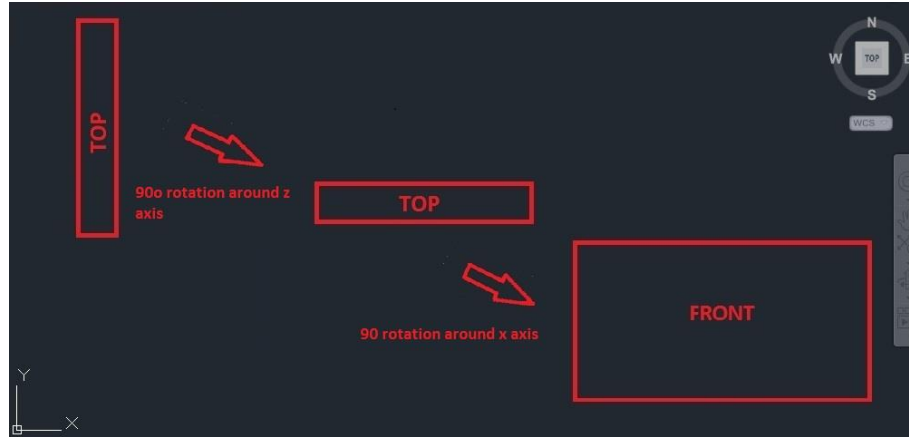 N
W
TOP
E
S
WCS
TOP
90o rotation around z
axis
TOP
90 rotation around x axis
FRONT
Y
X